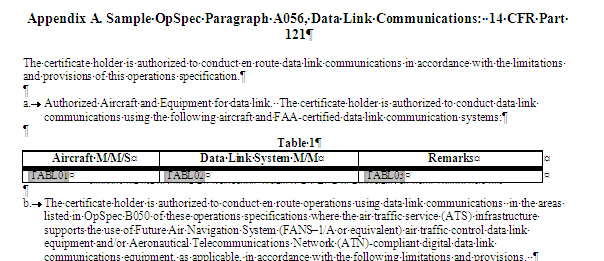 Appendix A. Sample OpSpec Paragraph A056, Data Link Communications: 14 CFR Part
121¶
The certificate holder is authorized to conduct en route data link communications in accordance with the limitations
and provisions of this operations specification.¶
¶
a.→ Authorized Aircraft and Equipment for data link. The certificate holder is authorized to conduct data link
communications using the following aircraft and FAA-certified data link communication systems:¶
¶
Table 1¶
Aircraft M/M/S¤ Data Link System M/M¤ Remarks¤ ¤
TABL01¤ TABL02¤ TABL03¤ ¤
¶
b.→ The certificate holder is authorized to conduct en route operations using data link communications in the areas
listed in OpSpec B050 of these operations specifications where the air traffic service (ATS) infrastructure
supports the use of Future Air Navigation System (FANS-1/A or equivalent) air traffic control data link
equipment and/or Aeronautical Telecommunications Network (ATN)-compliant digital data link
communications equipment, as applicable, in accordance with the following limitations and provisions. ¶